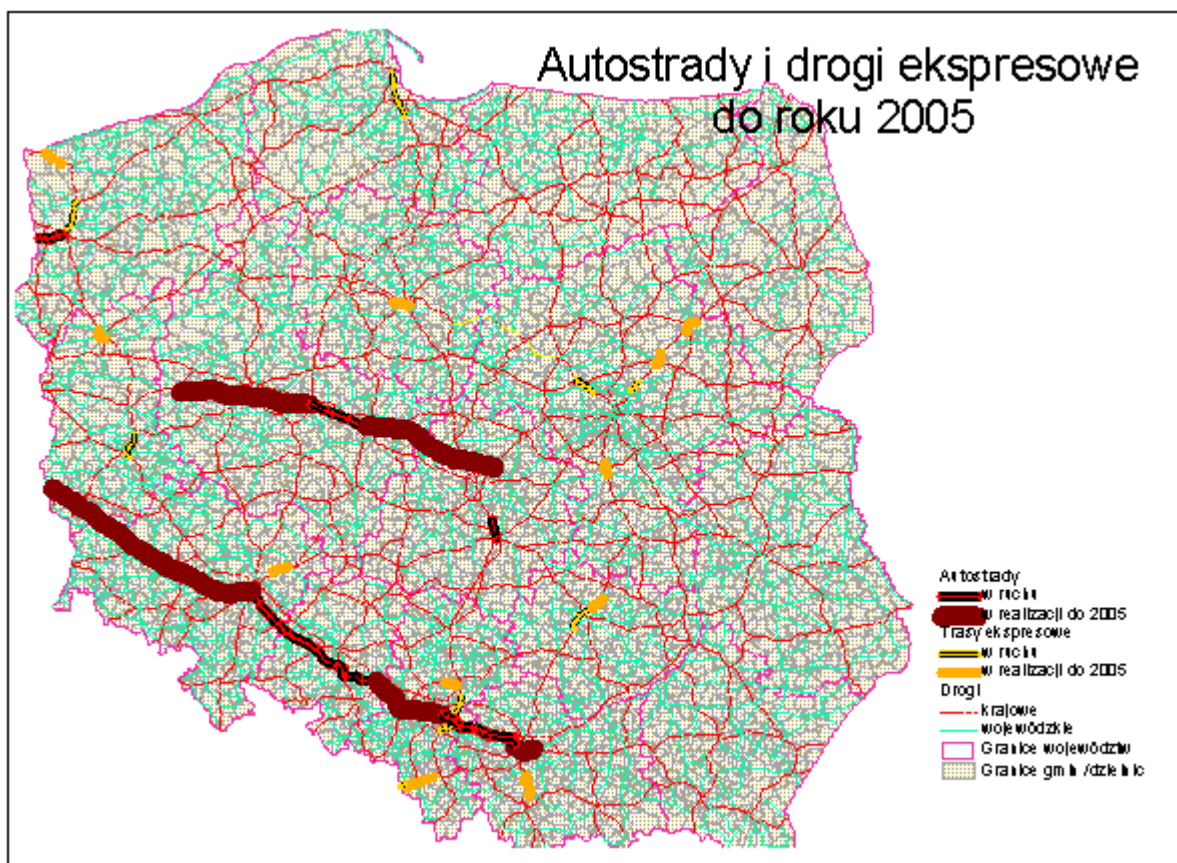 Autostrady i drogi ekspresowe
do roku 2005
Autostrady
w ruchu
w realizacji do 2005
Trasy ekspresowe
w ruchu
w realizacji do 2005
Drogi
krajowe
wojewódzkie
Granice województw
Granice gmin /dzielnic